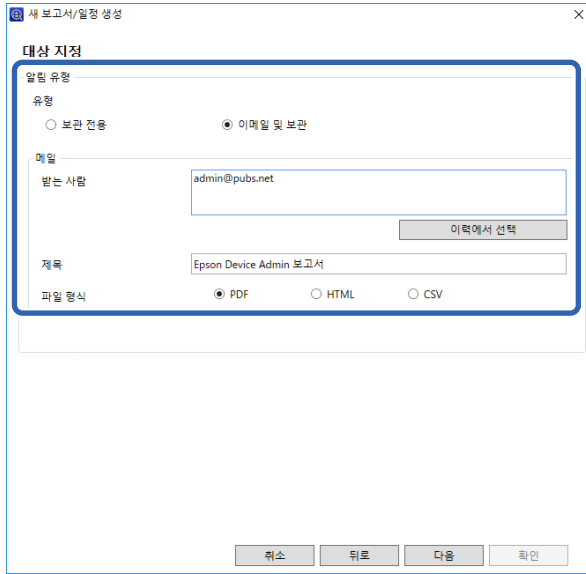 새 보고서/일정 생성
대상 지정
알림 유형
유형
보관 전용 이메일 및 보관
메일
받는 사람 admin@pubs.net
이력에서 선택
제목 Epson Device Admin 보고서
파일 형식 PDF HTML CSV
취소 뒤로 다음 확인